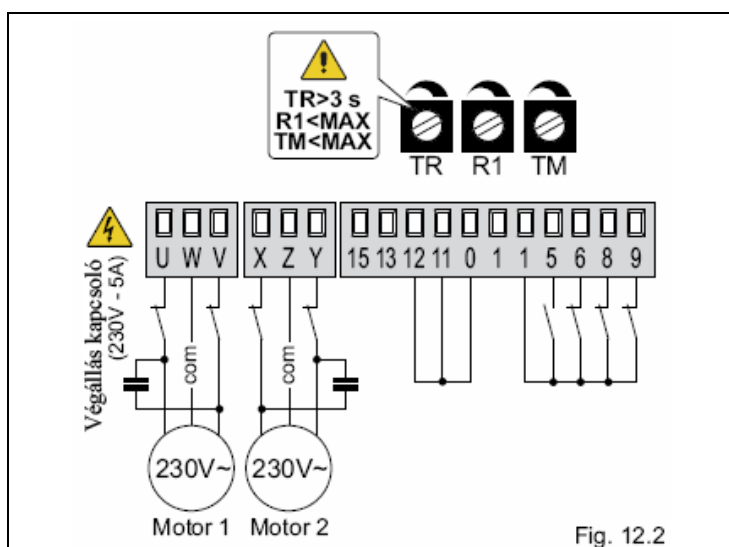 TR>3 s
R1<MAX
TM<MAX
TR R1 TM
Végállás kapcsoló
(230V - 5A)
U W V X Z Y 15 13 12 11 0 1 1 5 6 8 9
com com
230V~ 230V~
Motor 1 Motor 2
Fig. 12.2